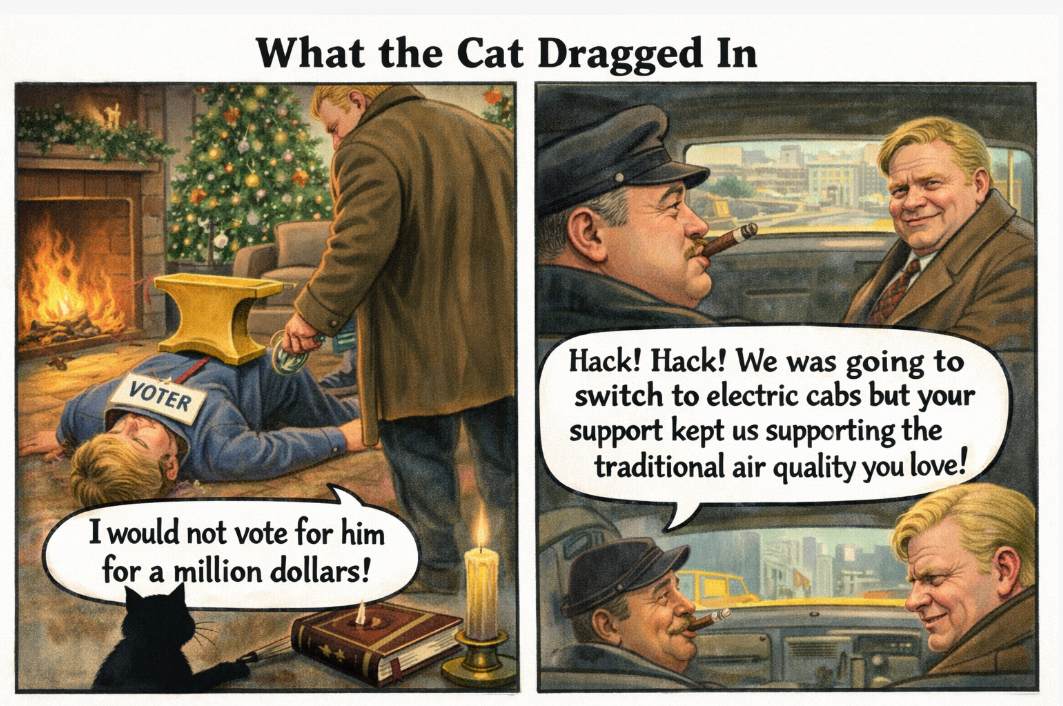 What the Cat Dragged In
VOTER
I would not vote for him
for a million dollars!
Hack! Hack! We was going to
switch to electric cabs but your
support kept us supporting the
traditional air quality you love!